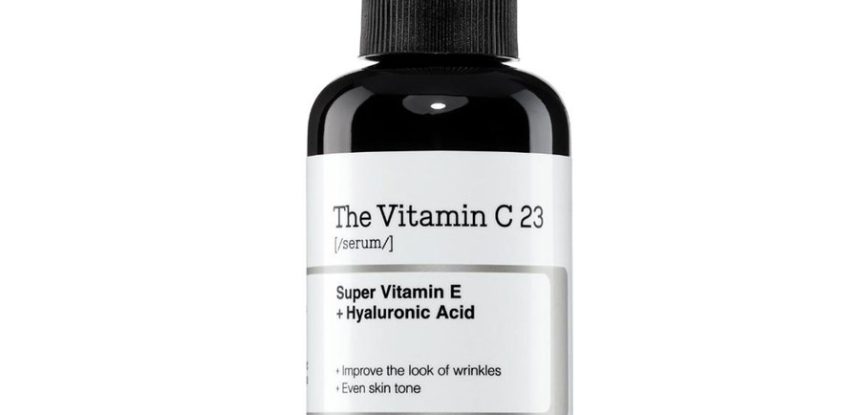 The Vitamin C 23
[/serum/]
Super Vitamin E
+ Hyaluronic Acid
+ Improve the look of wrinkles
+ Even skin tone